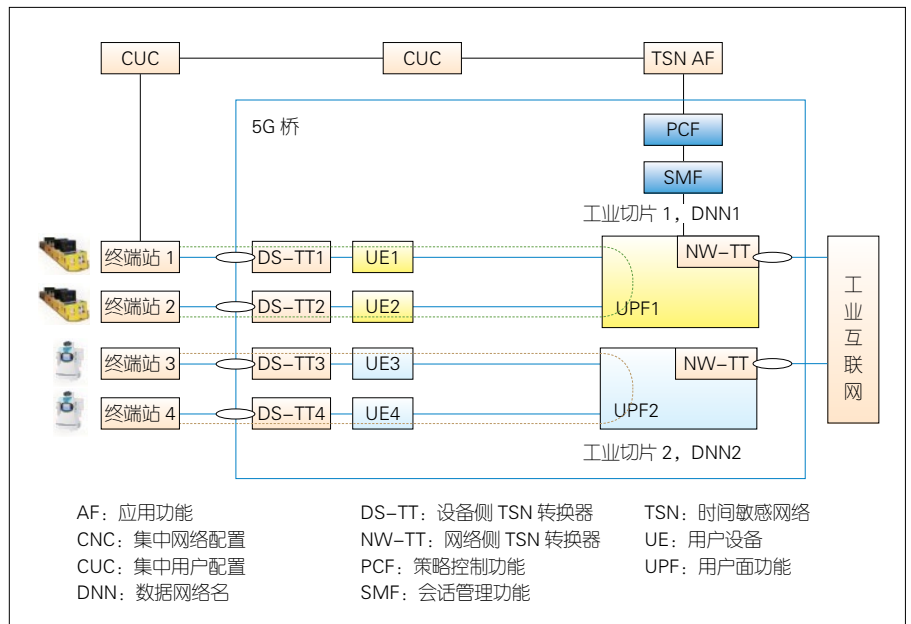 CUC CUC TSN AF
5G 桥
PCF
SMF
工业切片 1，DNN1
终端站 1 DS-TT1 UE1 NW-TT
终端站 2 DS-TT2 UE2 UPF1
终端站 3 DS-TT3 UE3 NW-TT
终端站 4 DS-TT4 UE4 UPF2
工业互联网
工业切片 2，DNN2
AF：应用功能 DS-TT：设备侧 TSN 转换器 TSN：时间敏感网络
CNC：集中网络配置 NW-TT：网络侧 TSN 转换器 UE：用户设备
CUC：集中用户配置 PCF：策略控制功能 UPF：用户面功能
DNN：数据网络名 SMF：会话管理功能